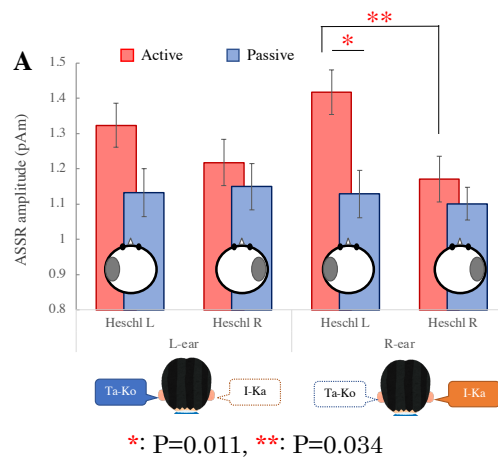 **
A
Active
Passive
*
ASSR amplitude (pAm)
1.5
1.4
1.3
1.2
1.1
1
0.9
0.8
Heschl L
Heschl R
Heschl L
Heschl R
L-ear
R-ear
Ta-Ko
I-Ka
Ta-Ko
I-Ka
*: P=0.011, **: P=0.034